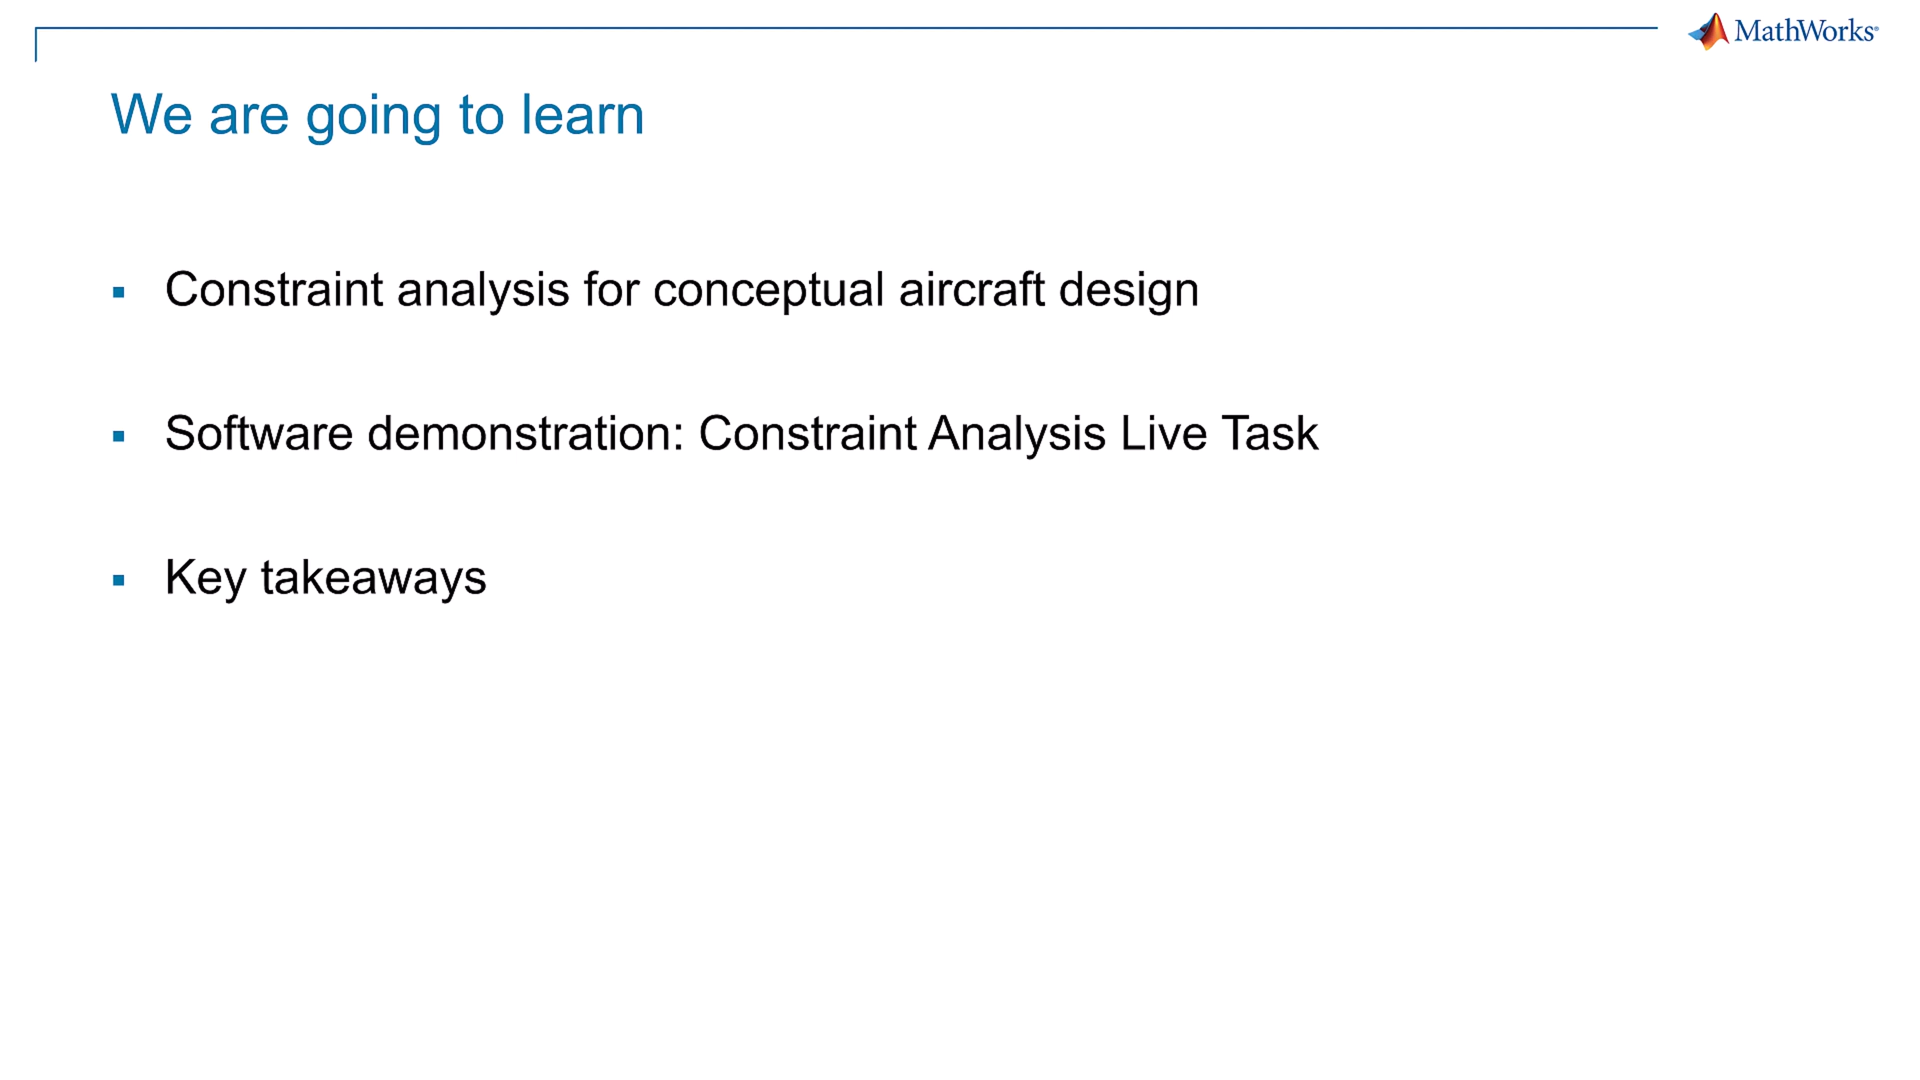 MathWorks®
We are going to learn
▪ Constraint analysis for conceptual aircraft design
▪ Software demonstration: Constraint Analysis Live Task
▪ Key takeaways